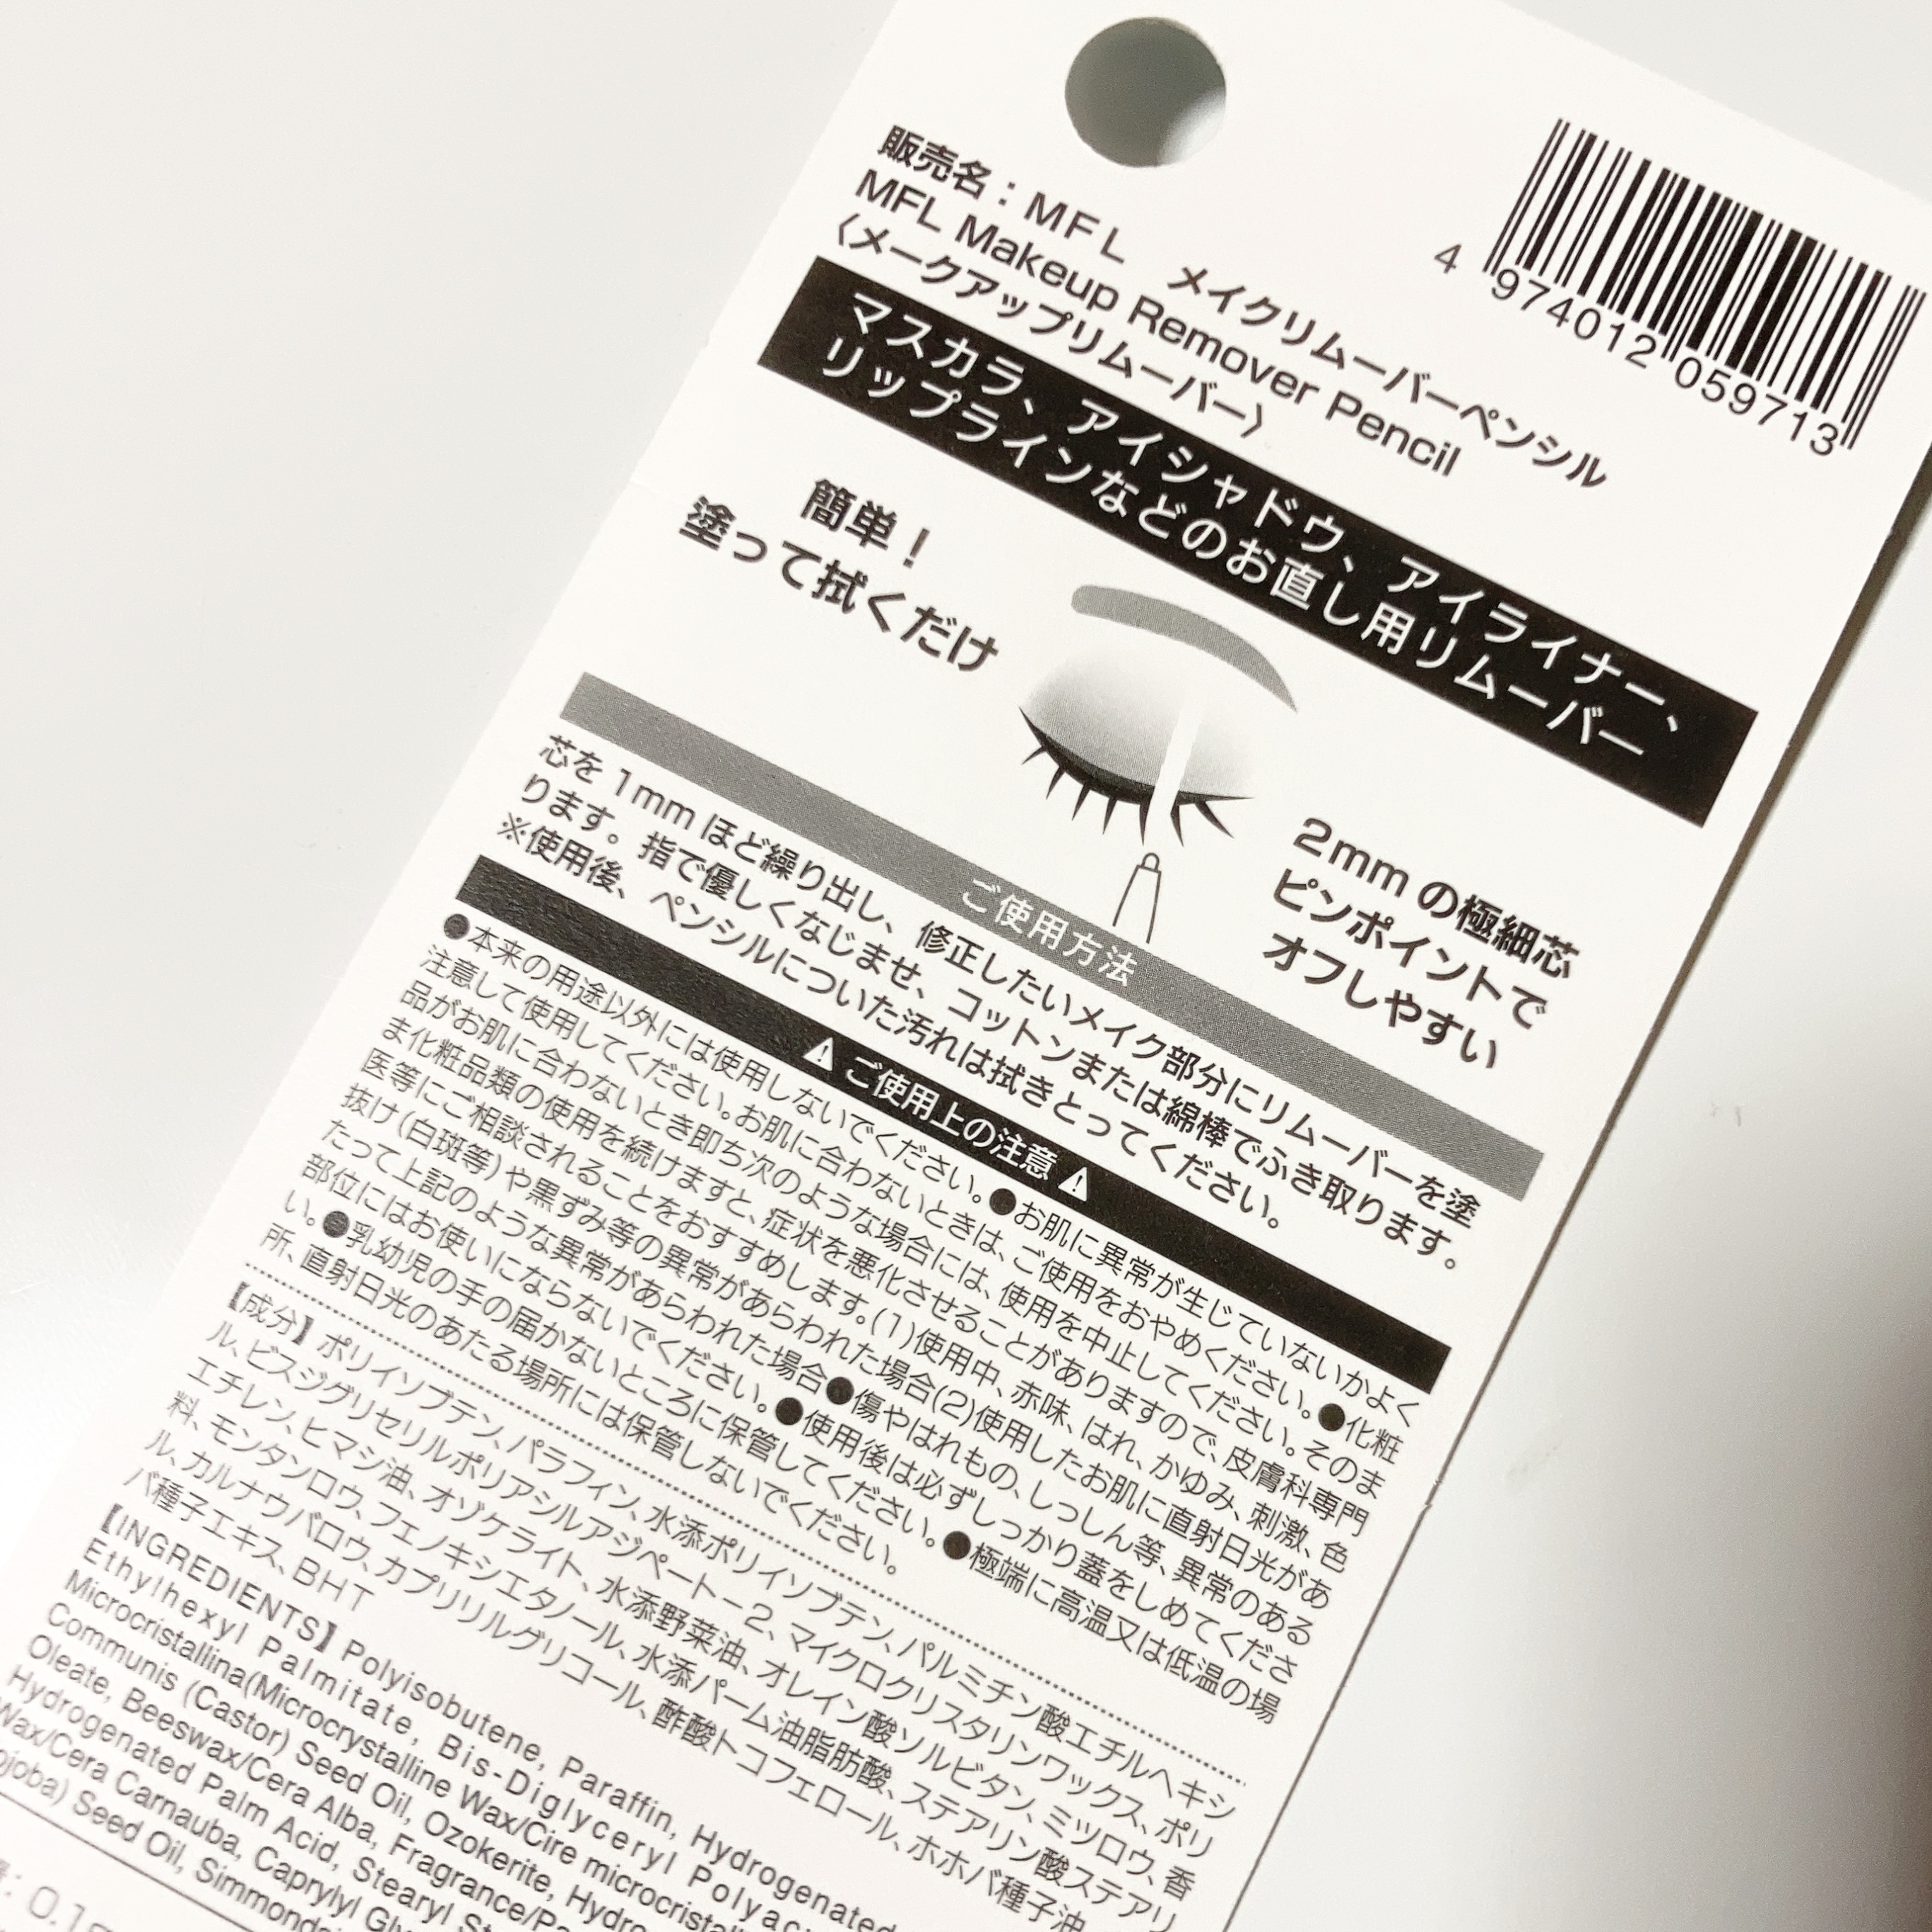 4 974012 059713
販売名：MFL　メイクリムーバーペンシル
MFL Makeup Remover Pencil
〈メークアップリムーバー〉
マスカラ、アイシャドウ、アイライナー、
リップラインなどのお直し用リムーバー
簡単！
塗って拭くだけ
2mmの極細芯
ピンポイントで
オフしやすい
ご使用方法
芯を1mmほど繰り出し、修正したいメイク部分にリムーバーを塗
ります。指で優しくなじませ、コットンまたは綿棒でふき取ります。
※使用後、ペンシルについた汚れは拭きとってください。
⚠ ご使用上の注意 ⚠
●本来の用途以外には使用しないでください。●お肌に異常が生じていないかよく
注意して使用してください。お肌に合わないときは、ご使用をおやめください。●化粧
品がお肌に合わないとき即ち次のような場合には、使用を中止してください。そのま
ま化粧品類の使用を続けますと、症状を悪化させることがありますので、皮膚科専門
医等にご相談されることをおすすめします。(1)使用中、赤味、はれ、かゆみ、刺激、色
抜け(白斑等)や黒ずみ等の異常があらわれた場合(2)使用したお肌に直射日光があ
たって上記のような異常があらわれた場合●傷やはれもの、しっしん等、異常のある
部位にはお使いにならないでください。●使用後は必ずしっかり蓋をしめてくださ
い。●乳幼児の手の届かないところに保管してください。●極端に高温又は低温の場
所、直射日光のあたる場所には保管しないでください。
【成分】ポリイソブテン、パラフィン、水添ポリイソブテン、パルミチン酸エチルヘキシ
ル、ビスジグリセリルポリアシルアジペート－2、マイクロクリスタリンワックス、ポリ
エチレン、ヒマシ油、オゾケライト、水添野菜油、オレイン酸ソルビタン、ミツロウ、香
料、モンタンロウ、フェノキシエタノール、水添パーム油脂肪酸、ステアリン酸ステアリ
ル、カルナウバロウ、カプリリルグリコール、酢酸トコフェロール、ホホバ種子油、
バ種子エキス、BHT
【INGREDIENTS】Polyisobutene, Paraffin, Hydrogenated
Ethylhexyl Palmitate, Bis-Diglyceryl
Microcristallina(Microcrystalline Wax/Cire
Communis (Castor) Seed Oil, Ozokerite,
Oleate, Beeswax/Cera Alba,
Hydrogenated Palm Acid,
Wax/Cera Carnauba, Caprylyl
Seed Oil,